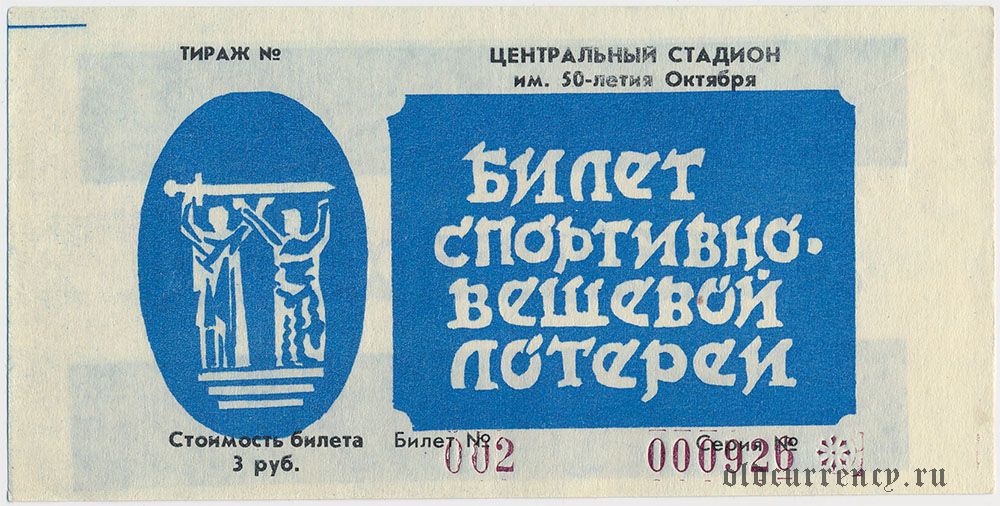 ТИРАЖ №
ЦЕНТРАЛЬНЫЙ СТАДИОН
им. 50-летия Октября
БИЛЕТ
СПОРТИВНО-
ВЕЩЕВОЙ
ЛОТЕРЕИ
Стоимость билета
3 руб.
Билет № 002
Серия № 000926
oldcurrency.ru